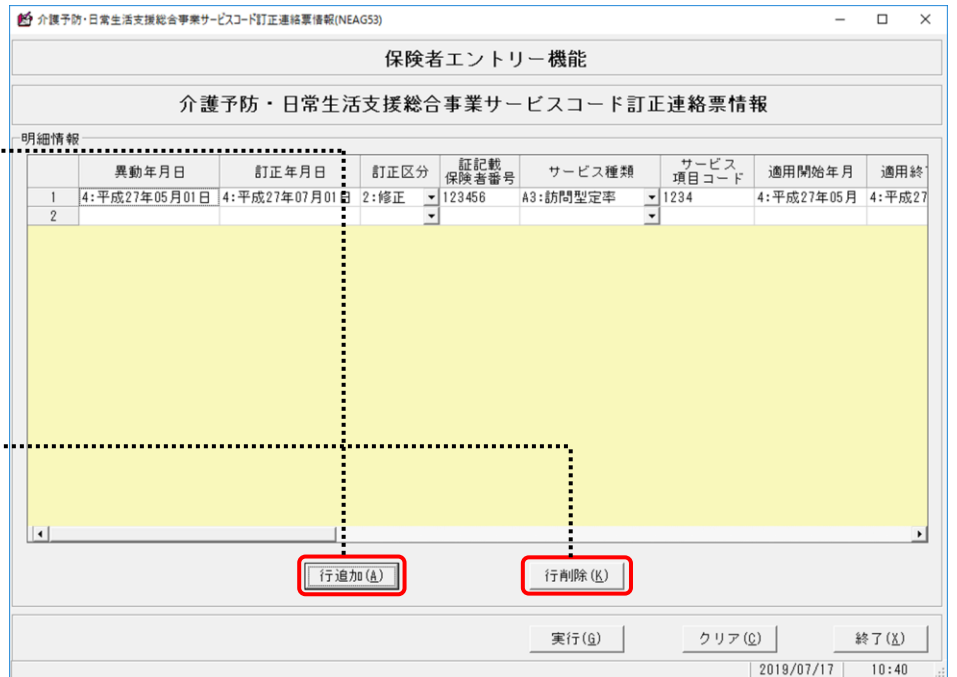 介護予防・日常生活支援総合事業サービスコード訂正連絡票情報(NEAG53)
保険者エントリー機能
介護予防・日常生活支援総合事業サービスコード訂正連絡票情報
明細情報
異動年月日 訂正年月日 訂正区分 証記載保険者番号 サービス種類 サービス項目コード 適用開始年月 適用終
1 4:平成27年05月01日 4:平成27年07月01日 2:修正 123456 A3:訪問型定率 1234 4:平成27年05月 4:平成27
2
行追加(A) 行削除(K)
実行(G) クリア(C) 終了(X)
2019/07/17 10:40